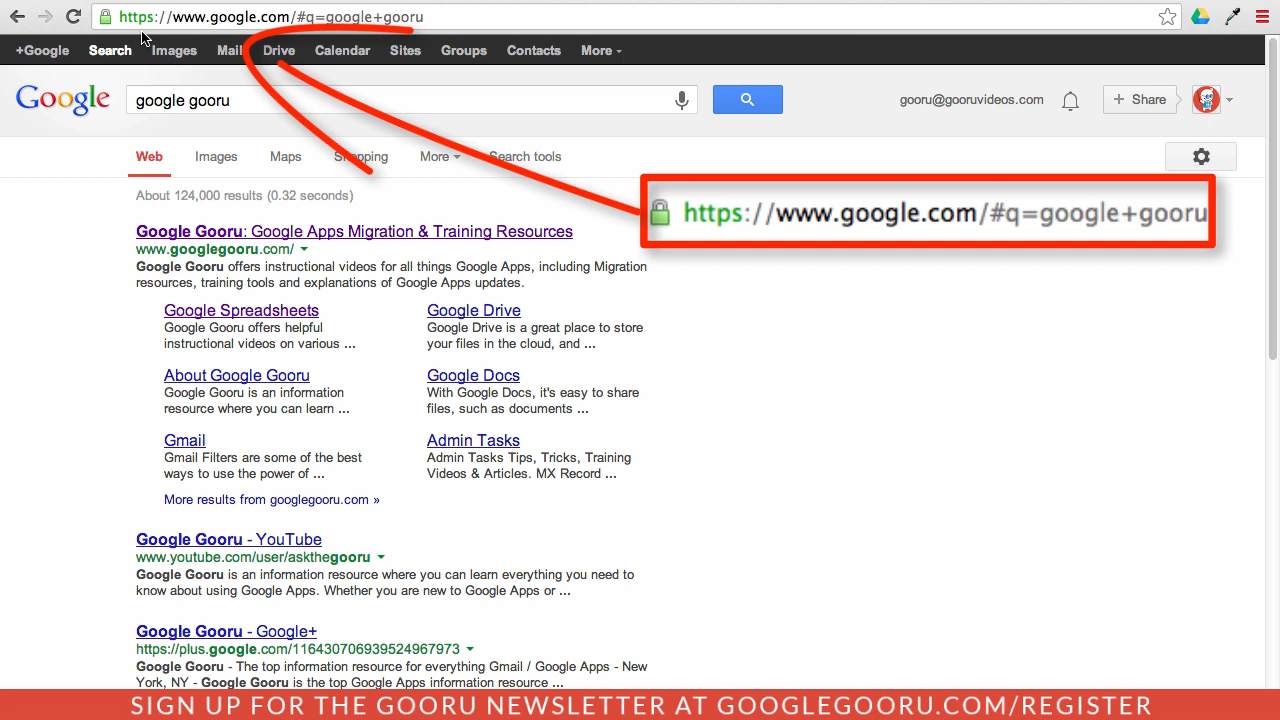 https://www.google.com/#q=google+gooru
+Google Search Images Mail Drive Calendar Sites Groups Contacts More
Google google gooru gooru@gooruvideos.com + Share
Web Images Maps Shopping More Search tools
About 124,000 results (0.32 seconds)
https://www.google.com/#q=google+gooru
Google Gooru: Google Apps Migration & Training Resources
www.googlegooru.com/
Google Gooru offers instructional videos for all things Google Apps, including Migration
resources, training tools and explanations of Google Apps updates.
Google Spreadsheets
Google Gooru offers helpful
instructional videos on various ...
Google Drive
Google Drive is a great place to store
your files in the cloud, and ...
About Google Gooru
Google Gooru is an information
resource where you can learn ...
Google Docs
With Google Docs, it's easy to share
files, such as documents ...
Gmail
Gmail Filters are some of the best
ways to use the power of ...
Admin Tasks
Admin Tasks Tips, Tricks, Training
Videos & Articles. MX Record ...
More results from googlegooru.com »
Google Gooru - YouTube
www.youtube.com/user/askthegooru
Google Gooru is an information resource where you can learn everything you need to
know about using Google Apps. Whether you are new to Google Apps or ...
Google Gooru - Google+
https://plus.google.com/116430706939524967973
Google Gooru - The top information resource for everything Gmail / Google Apps - New
York, NY - Google Gooru is the top Google Apps information resource ...
SIGN UP FOR THE GOORU NEWSLETTER AT GOOGLEGOORU.COM/REGISTER